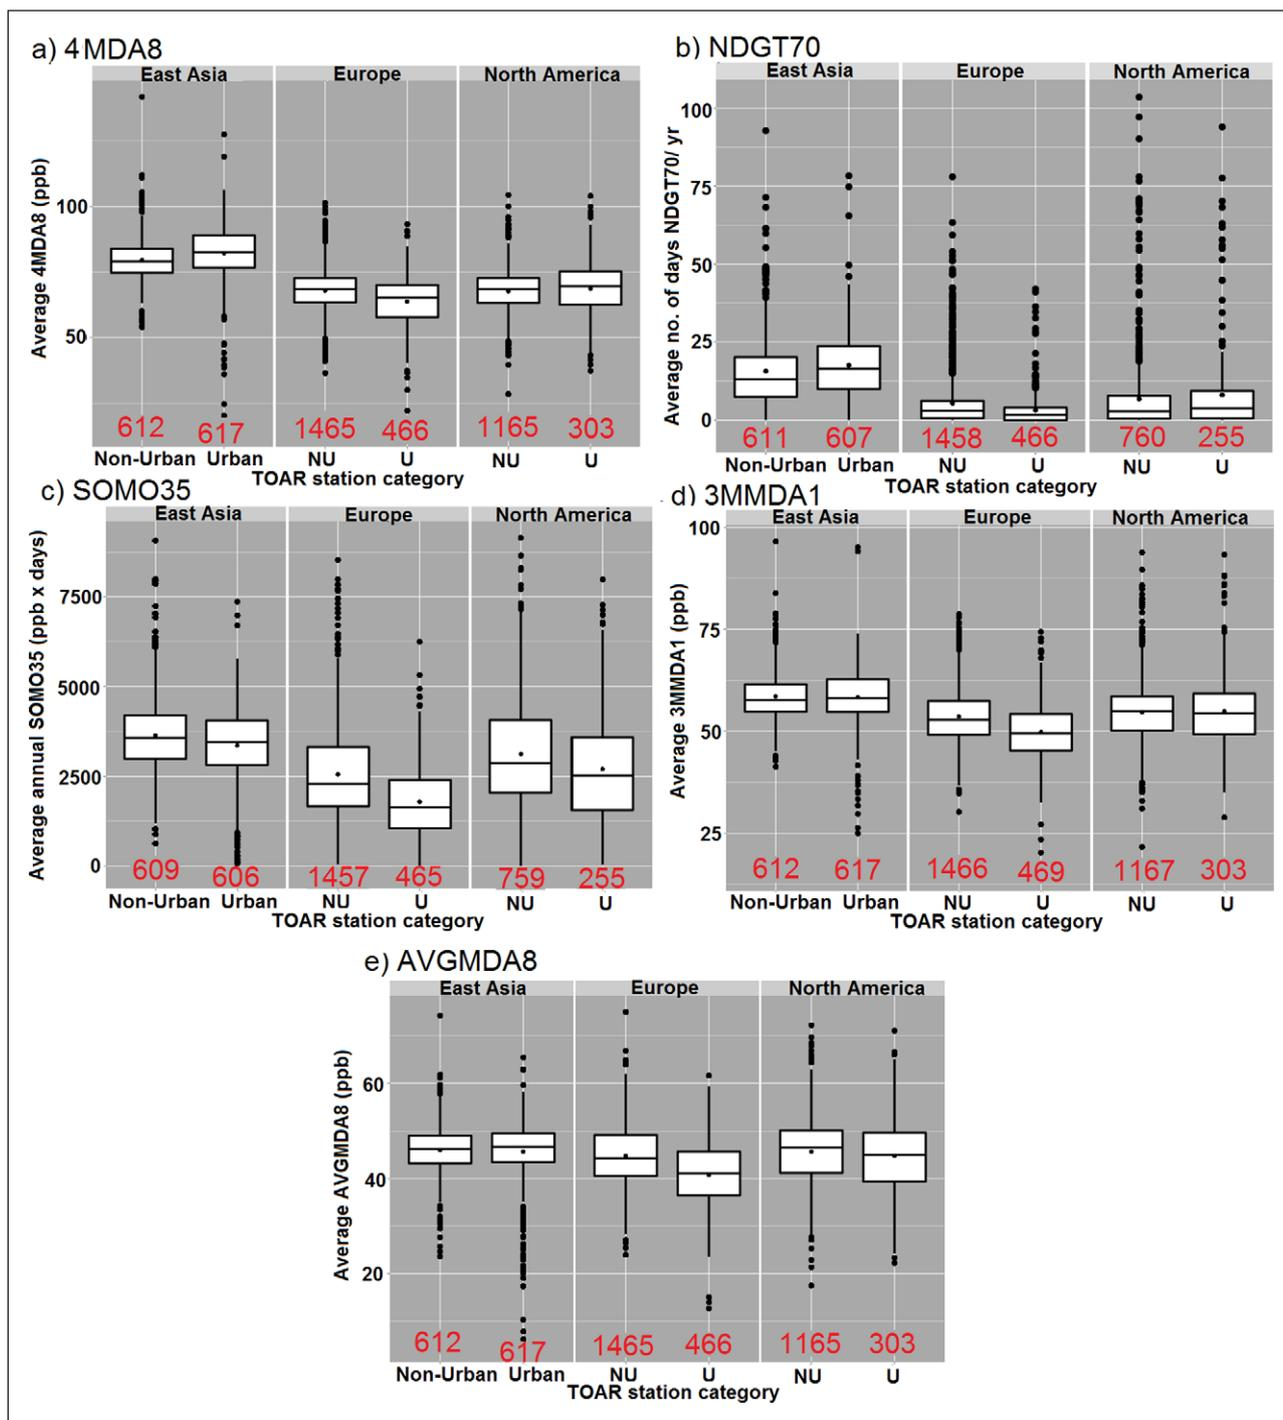 a) 4MDA8
East Asia Europe North America
Average 4MDA8 (ppb)
100
50
612 617 1465 466 1165 303
Non-Urban Urban NU U NU U
TOAR station category
b) NDGT70
East Asia Europe North America
Average no. of days NDGT70/ yr
100
75
50
25
0
611 607 1458 466 760 255
Non-Urban Urban NU U NU U
TOAR station category
c) SOMO35
East Asia Europe North America
Average annual SOMO35 (ppb x days)
7500
5000
2500
0
609 606 1457 465 759 255
Non-Urban Urban NU U NU U
TOAR station category
d) 3MMDA1
East Asia Europe North America
Average 3MMDA1 (ppb)
100
75
50
25
612 617 1466 469 1167 303
Non-Urban Urban NU U NU U
TOAR station category
e) AVGMDA8
East Asia Europe North America
Average AVGMDA8 (ppb)
60
40
20
612 617 1465 466 1165 303
Non-Urban Urban NU U NU U
TOAR station category